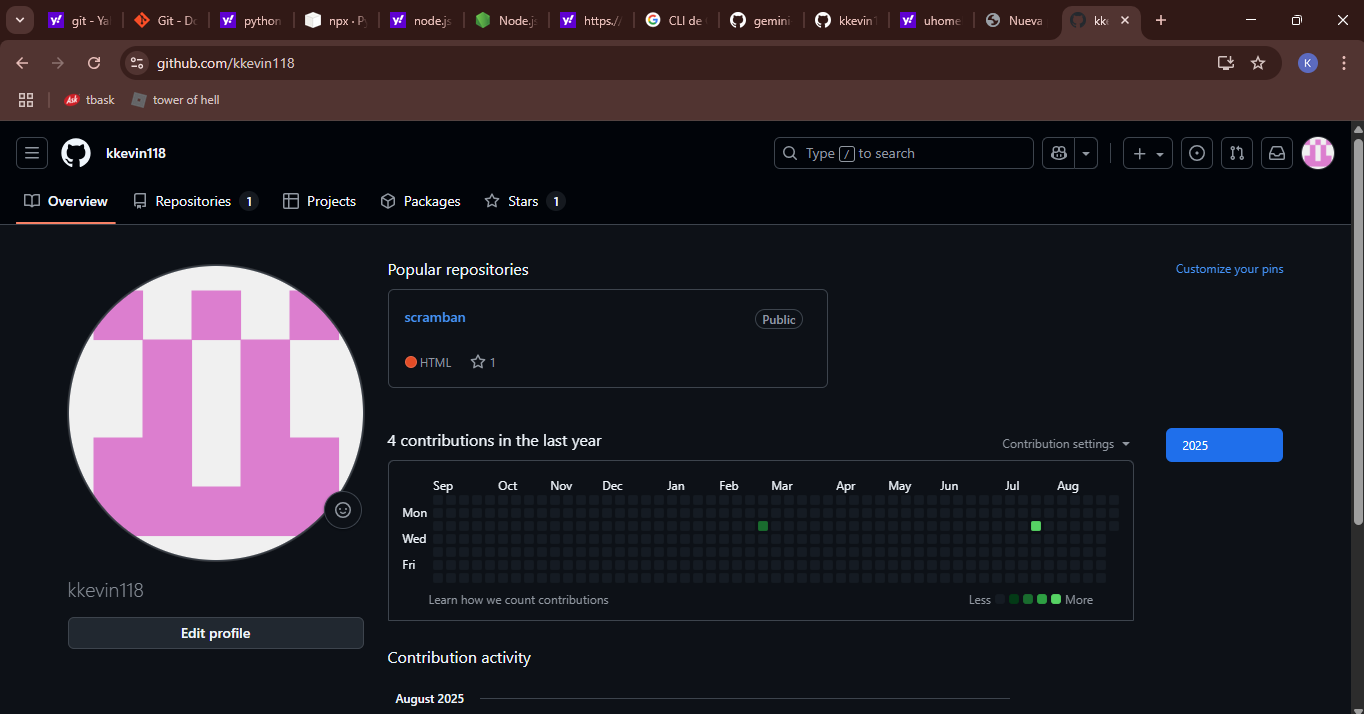 git - Ya
Git - Do
python
npx · P
node.js
Node.js
https://
CLI de
gemini
kkevin1
uhome
Nueva
kk
github.com/kkevin118
K
Ask tbask
tower of hell
kkevin118
Type / to search
Overview
Repositories 1
Projects
Packages
Stars 1
Popular repositories
Customize your pins
scramban
Public
HTML
1
4 contributions in the last year
Contribution settings
2025
Sep Oct Nov Dec Jan Feb Mar Apr May Jun Jul Aug
Mon
Wed
Fri
Learn how we count contributions
Less More
kkevin118
Edit profile
Contribution activity
August 2025